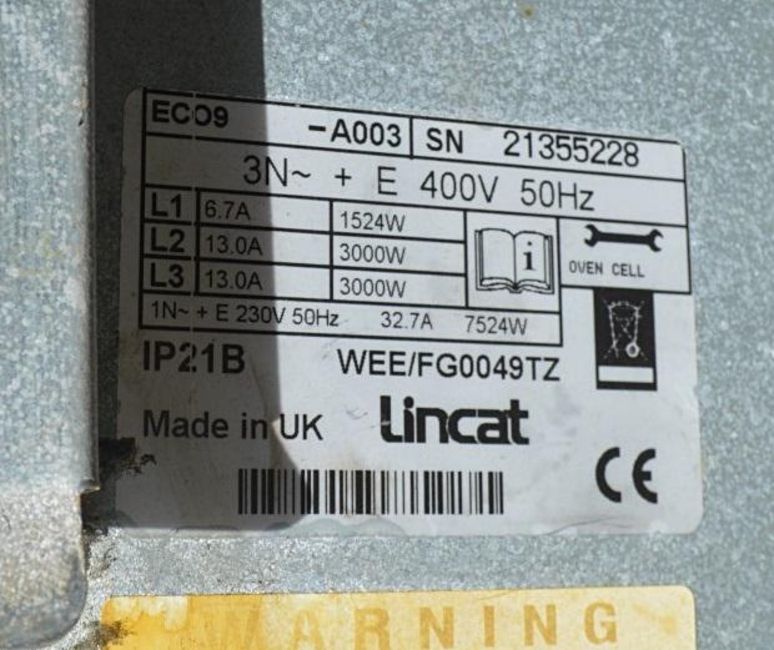 ECO9 -A003 SN 21355228
3N~ + E 400V 50Hz
L1 6.7A 1524W
L2 13.0A 3000W
L3 13.0A 3000W
i
OVEN CELL
1N~ + E 230V 50Hz 32.7A 7524W
IP21B WEE/FG0049TZ
Made in UK Lincat
CE
WARNING